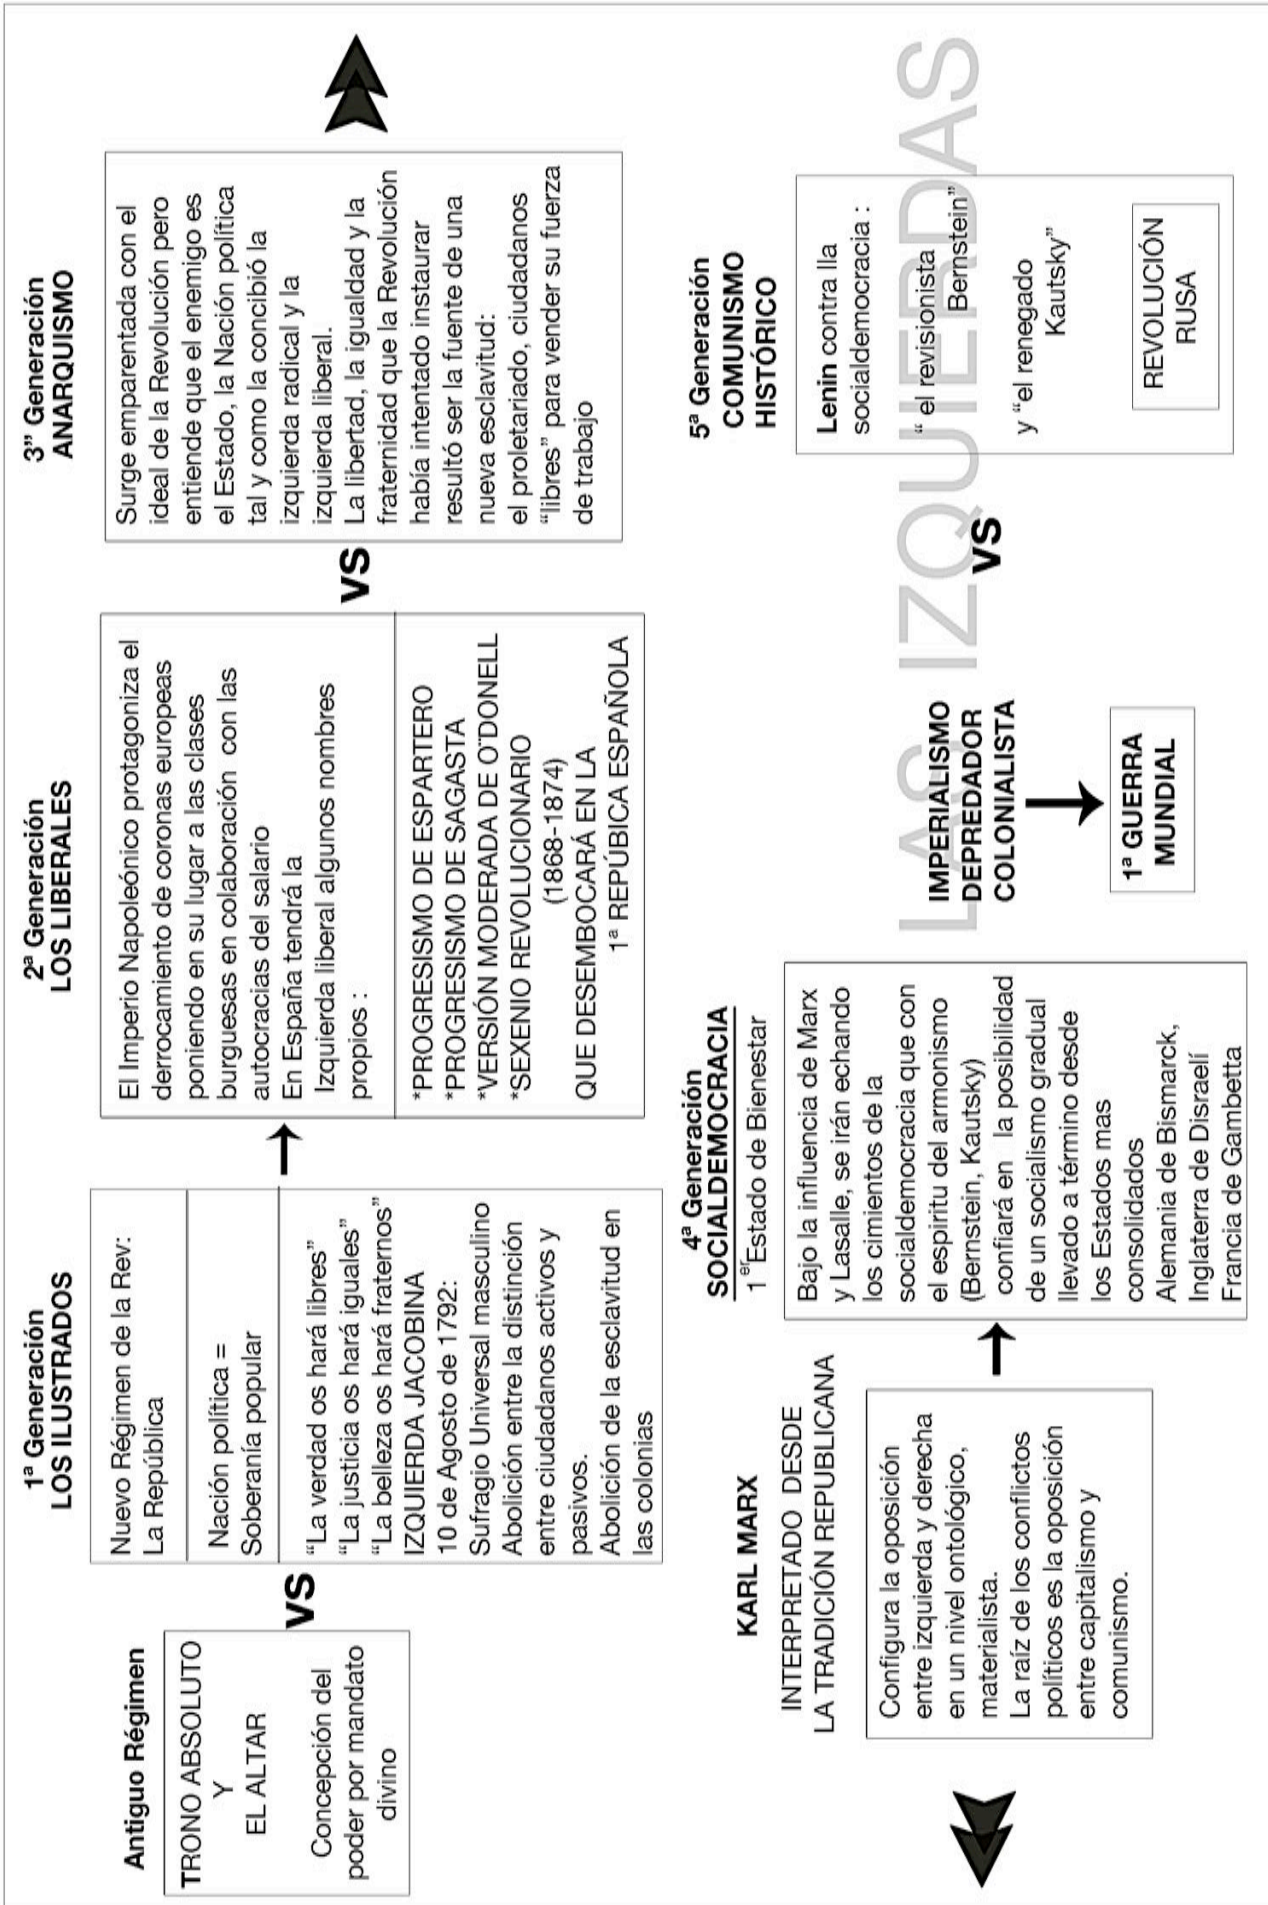 Antiguo Régimen
TRONO ABSOLUTO
Y
EL ALTAR
Concepción del
poder por mandato
divino
vs
1ª Generación
LOS ILUSTRADOS
Nuevo Régimen de la Rev:
La República
Nación política =
Soberanía popular
“La verdad os hará libres”
“La justicia os hará iguales”
“La belleza os hará fraternos”
IZQUIERDA JACOBINA
10 de Agosto de 1792:
Sufragio Universal masculino
Abolición entre la distinción
entre ciudadanos activos y
pasivos.
Abolición de la esclavitud en
las colonias
2ª Generación
LOS LIBERALES
El Imperio Napoleónico protagoniza el
derrocamiento de coronas europeas
poniendo en su lugar a las clases
burguesas en colaboración con las
autocracias del salario
En España tendrá la
Izquierda liberal algunos nombres
propios :
*PROGRESISMO DE ESPARTERO
*PROGRESISMO DE SAGASTA
*VERSIÓN MODERADA DE O¨DONELL
*SEXENIO REVOLUCIONARIO
(1868-1874)
QUE DESEMBOCARÁ EN LA
1ª REPÚBICA ESPAÑOLA
vs
3” Generación
ANARQUISMO
Surge emparentada con el
ideal de la Revolución pero
entiende que el enemigo es
el Estado, la Nación política
tal y como la concibió la
izquierda radical y la
izquierda liberal.
La libertad, la igualdad y la
fraternidad que la Revolución
había intentado instaurar
resultó ser la fuente de una
nueva esclavitud:
el proletariado, ciudadanos
“libres” para vender su fuerza
de trabajo
KARL MARX
INTERPRETADO DESDE
LA TRADICIÓN REPUBLICANA
Configura la oposición
entre izquierda y derecha
en un nivel ontológico,
materialista.
La raíz de los conflictos
políticos es la oposición
entre capitalismo y
comunismo.
4ª Generación
SOCIALDEMOCRACIA
1 er Estado de Bienestar
Bajo la influencia de Marx
y Lasalle, se irán echando
los cimientos de la
socialdemocracia que con
el espiritu del armonismo
(Bernstein, Kautsky)
confiará en la posibilidad
de un socialismo gradual
llevado a término desde
los Estados mas
consolidados
Alemania de Bismarck,
Inglaterra de Disraelí
Francia de Gambetta
LAS IZQUIERDAS
IMPERIALISMO
DEPREDADOR
COLONIALISTA
1ª GUERRA
MUNDIAL
vs
5ª Generación
COMUNISMO
HISTÓRICO
Lenin contra lla
socialdemocracia :
“ el revisionista
Bernstein”
y “el renegado
Kautsky”
REVOLUCIÓN
RUSA